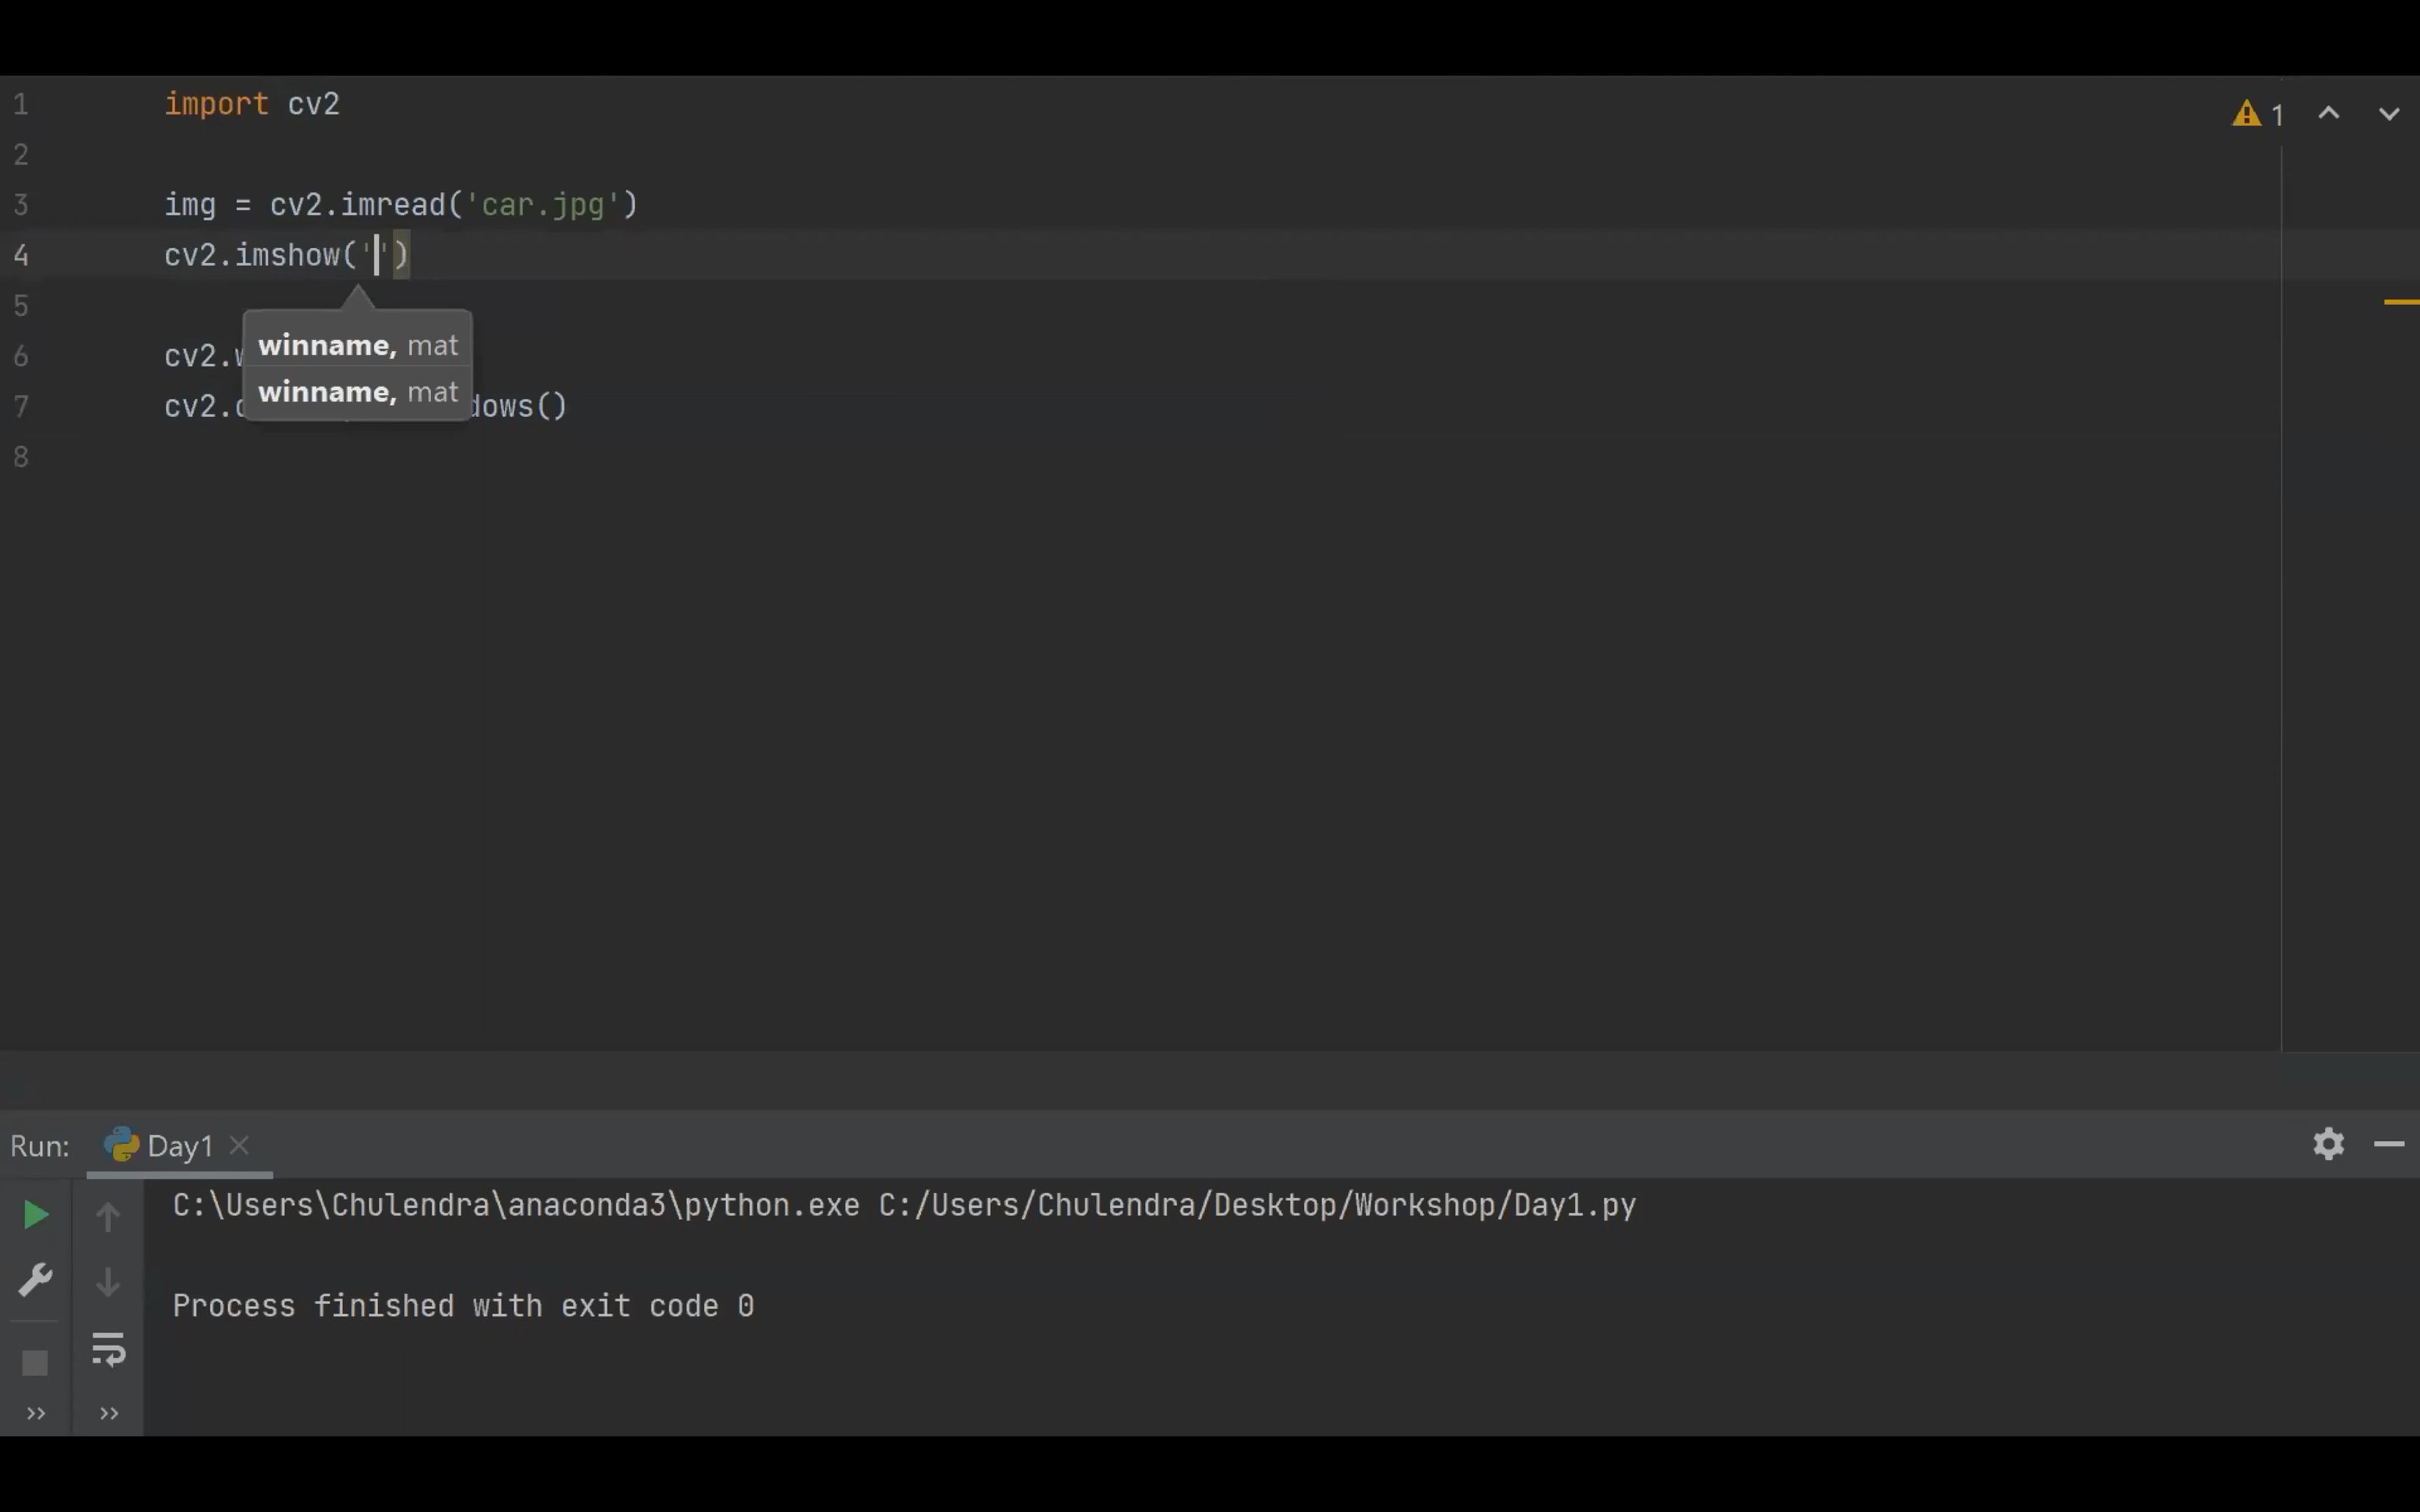 1 import cv2
2
3 img = cv2.imread('car.jpg')
4 cv2.imshow('')
5
winname, mat
6 cv2.w
winname, mat
7 cv2.d dows()
8
1
Run: Day1
C:\Users\Chulendra\anaconda3\python.exe C:/Users/Chulendra/Desktop/Workshop/Day1.py
Process finished with exit code 0